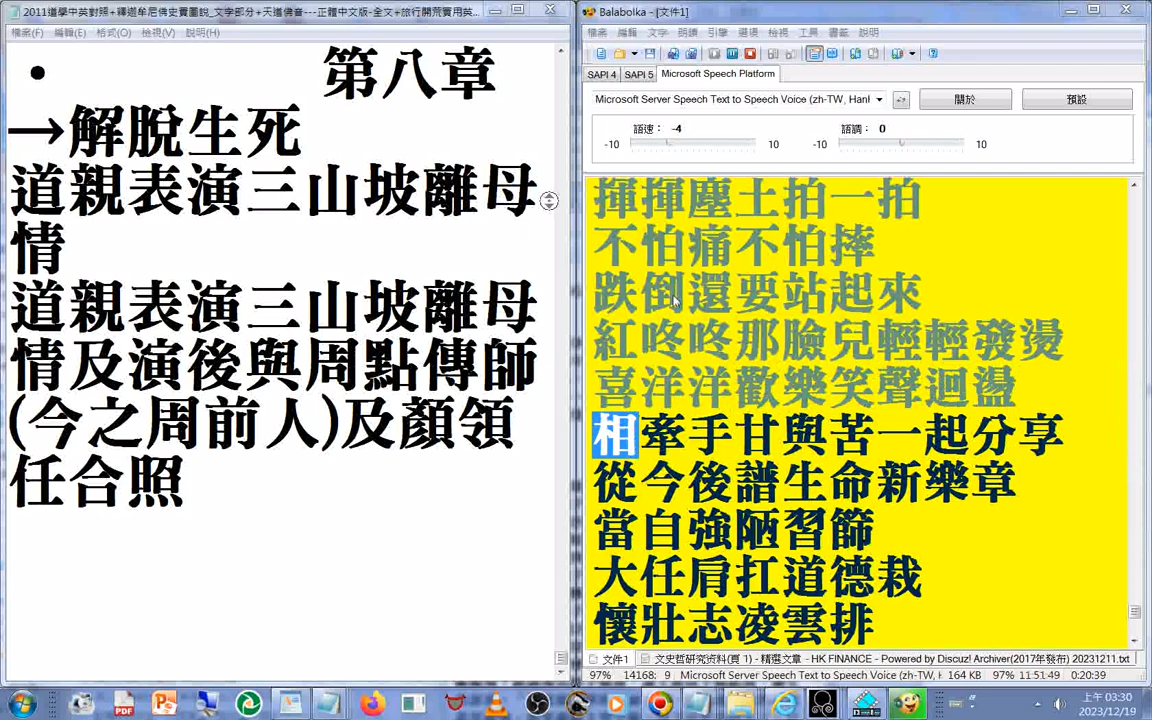 2011道學中英對照+釋迦牟尼佛史實圖說_文字部分+天道佛音---正體中文版-全文+旅行開荒實用英...
檔案(F) 編輯(E) 格式(O) 檢視(V) 說明(H)
• 第八章
→解脫生死
道親表演三山坡離母
情
道親表演三山坡離母
情及演後與周點傳師
(今之周前人)及顏領
任合照
Balabolka - [文件1]
檔案 編輯 文字 朗讀 引擎 選項 檢視 工具 書籤 說明
SAPI 4 SAPI 5 Microsoft Speech Platform
Microsoft Server Speech Text to Speech Voice (zh-TW, Hanl 關於 預設
語速： -4 語調： 0
-10 10 -10 10
揮揮塵土拍一拍
不怕痛不怕摔
跌倒還要站起來
紅咚咚那臉兒輕輕發燙
喜洋洋歡樂笑聲迴盪
相牽手甘與苦一起分享
從今後譜生命新樂章
當自強陋習篩
大任肩扛道德栽
懷壯志凌雲排
文件1 文史哲研究资料(頁 1) - 精選文章 - HK FINANCE - Powered by Discuz! Archiver(2017年發布) 20231211.txt
97% 14168: 9 Microsoft Server Speech Text to Speech Voice (zh-TW, H 164 KB 97% 11:51:49 0:20:39
上午 03:30
2023/12/19